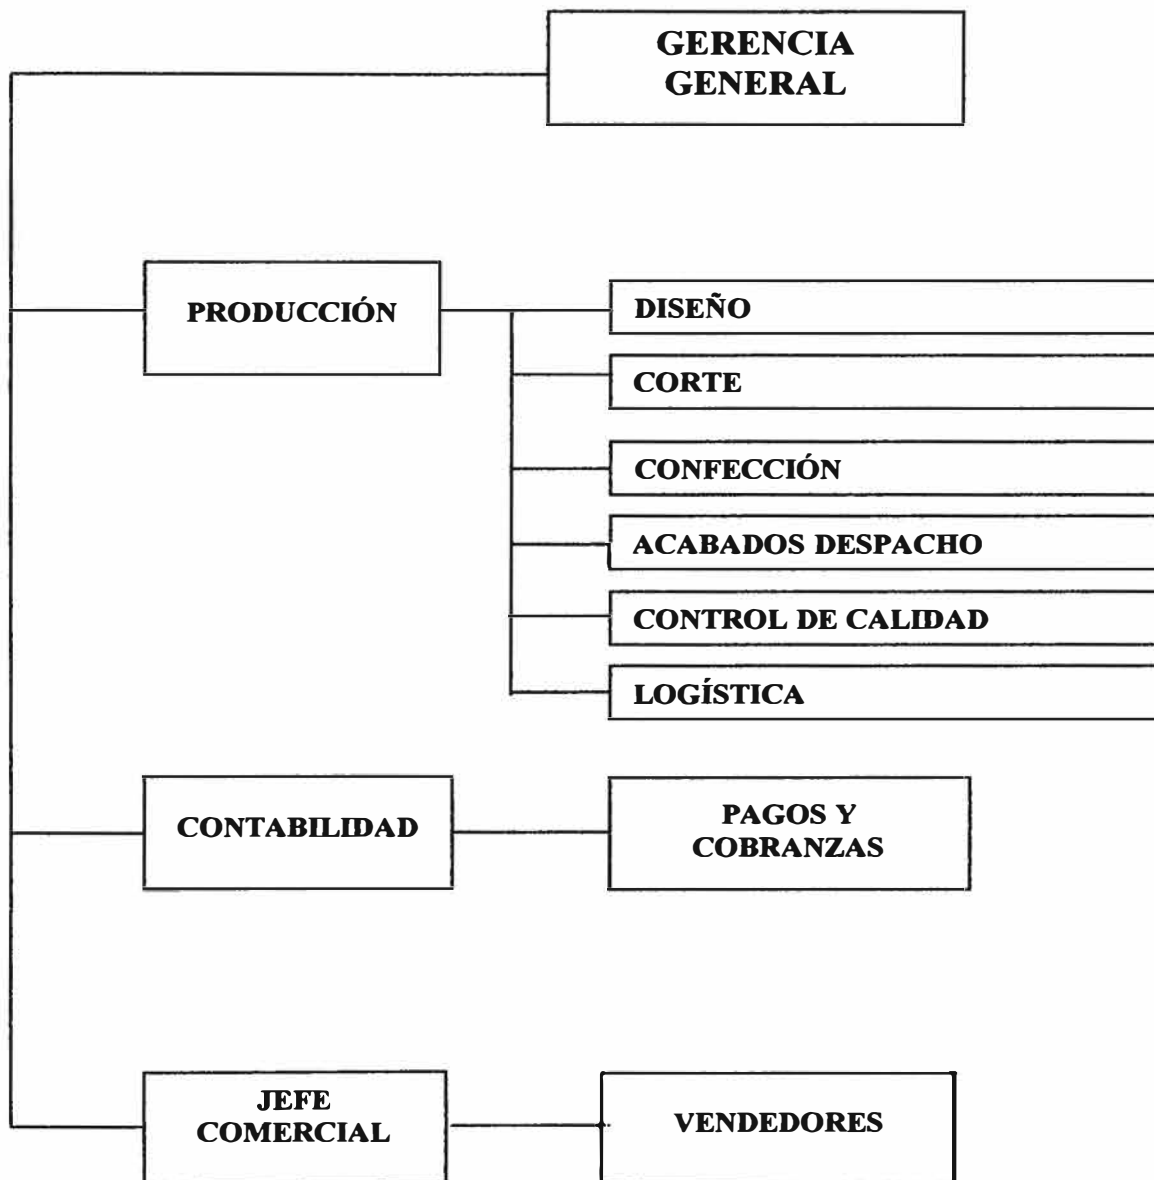 GERENCIA
GENERAL
PRODUCCIÓN
DISEÑO
CORTE
CONFECCIÓN
ACABADOS DESPACHO
CONTROL DE CALIDAD
LOGÍSTICA
CONTABILIDAD
PAGOS Y
COBRANZAS
JEFE
COMERCIAL
VENDEDORES